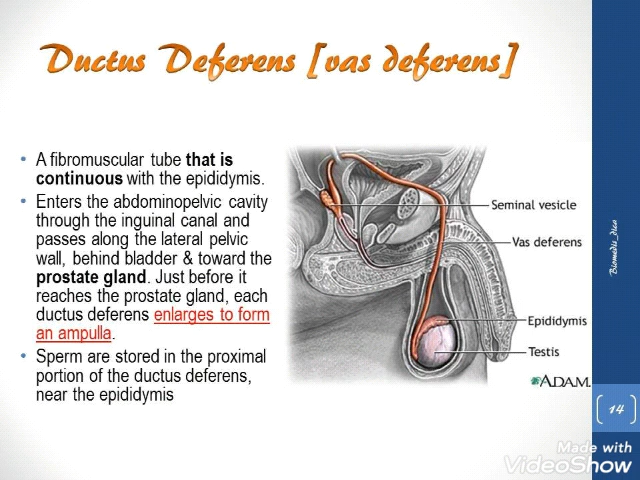 Ductus Deferens [vas deferens]
• A fibromuscular tube that is
continuous with the epididymis.
• Enters the abdominopelvic cavity
through the inguinal canal and
passes along the lateral pelvic
wall, behind bladder & toward the
prostate gland. Just before it
reaches the prostate gland, each
ductus deferens enlarges to form
an ampulla.
• Sperm are stored in the proximal
portion of the ductus deferens,
near the epididymis
Seminal vesicle
Vas deferens
Epididymis
Testis
ADAM.
14
Made with
VideoShow